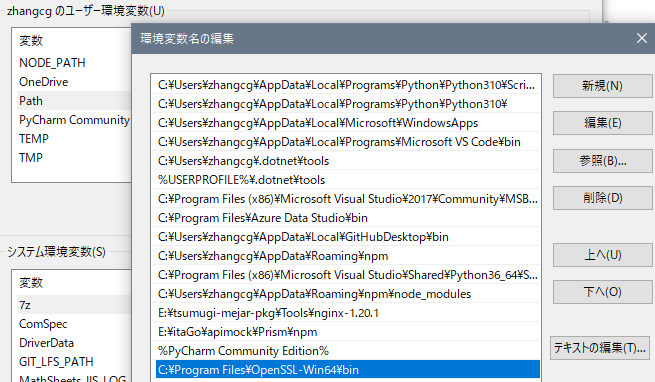 zhangcg のユーザー環境変数(U)
変数
NODE_PATH
OneDrive
Path
PyCharm Community
TEMP
TMP
システム環境変数(S)
変数
7z
ComSpec
DriverData
GIT_LFS_PATH
MathSheets_JIS_LOG
環境変数名の編集
C:¥Users¥zhangcg¥AppData¥Local¥Programs¥Python¥Python310¥Scri...
C:¥Users¥zhangcg¥AppData¥Local¥Programs¥Python¥Python310¥
C:¥Users¥zhangcg¥AppData¥Local¥Microsoft¥WindowsApps
C:¥Users¥zhangcg¥AppData¥Local¥Programs¥Microsoft VS Code¥bin
C:¥Users¥zhangcg¥.dotnet¥tools
%USERPROFILE%¥.dotnet¥tools
C:¥Program Files (x86)¥Microsoft Visual Studio¥2017¥Community¥MSB...
C:¥Program Files¥Azure Data Studio¥bin
C:¥Users¥zhangcg¥AppData¥Local¥GitHubDesktop¥bin
C:¥Users¥zhangcg¥AppData¥Roaming¥npm
C:¥Program Files (x86)¥Microsoft Visual Studio¥Shared¥Python36_64¥S...
C:¥Users¥zhangcg¥AppData¥Roaming¥npm¥node_modules
E:¥tsumugi-mejar-pkg¥Tools¥nginx-1.20.1
E:¥itaGo¥apimock¥Prism¥npm
%PyCharm Community Edition%
C:¥Program Files¥OpenSSL-Win64¥bin
新規(N)
編集(E)
参照(B)...
削除(D)
上へ(U)
下へ(O)
テキストの編集(T)...